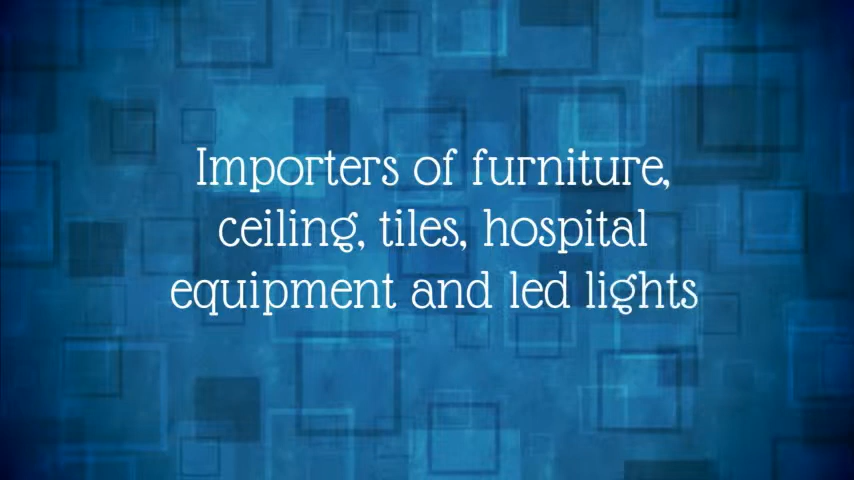 Importers of furniture,
ceiling, tiles, hospital
equipment and led lights